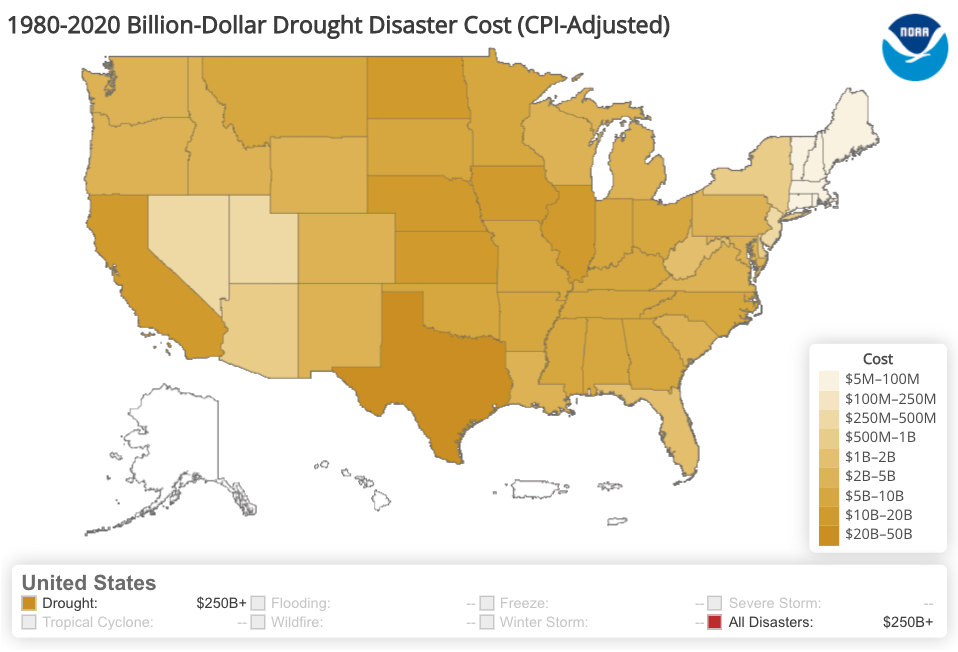 1980-2020 Billion-Dollar Drought Disaster Cost (CPI-Adjusted)
NOAA
Cost
$5M–100M
$100M–250M
$250M–500M
$500M–1B
$1B–2B
$2B–5B
$5B–10B
$10B–20B
$20B–50B
United States
Drought: $250B+ Flooding: -- Freeze: -- Severe Storm: --
Tropical Cyclone: -- Wildfire: -- Winter Storm: -- All Disasters: $250B+